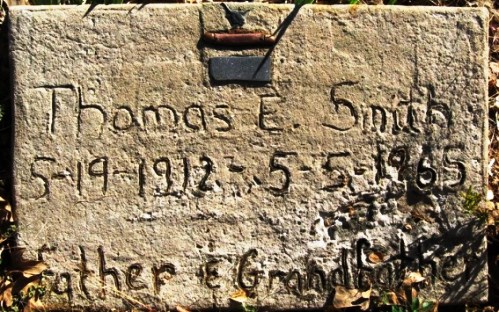 Thomas E. Smith
5-19-1912-5-5-1965
Father & Grandfather